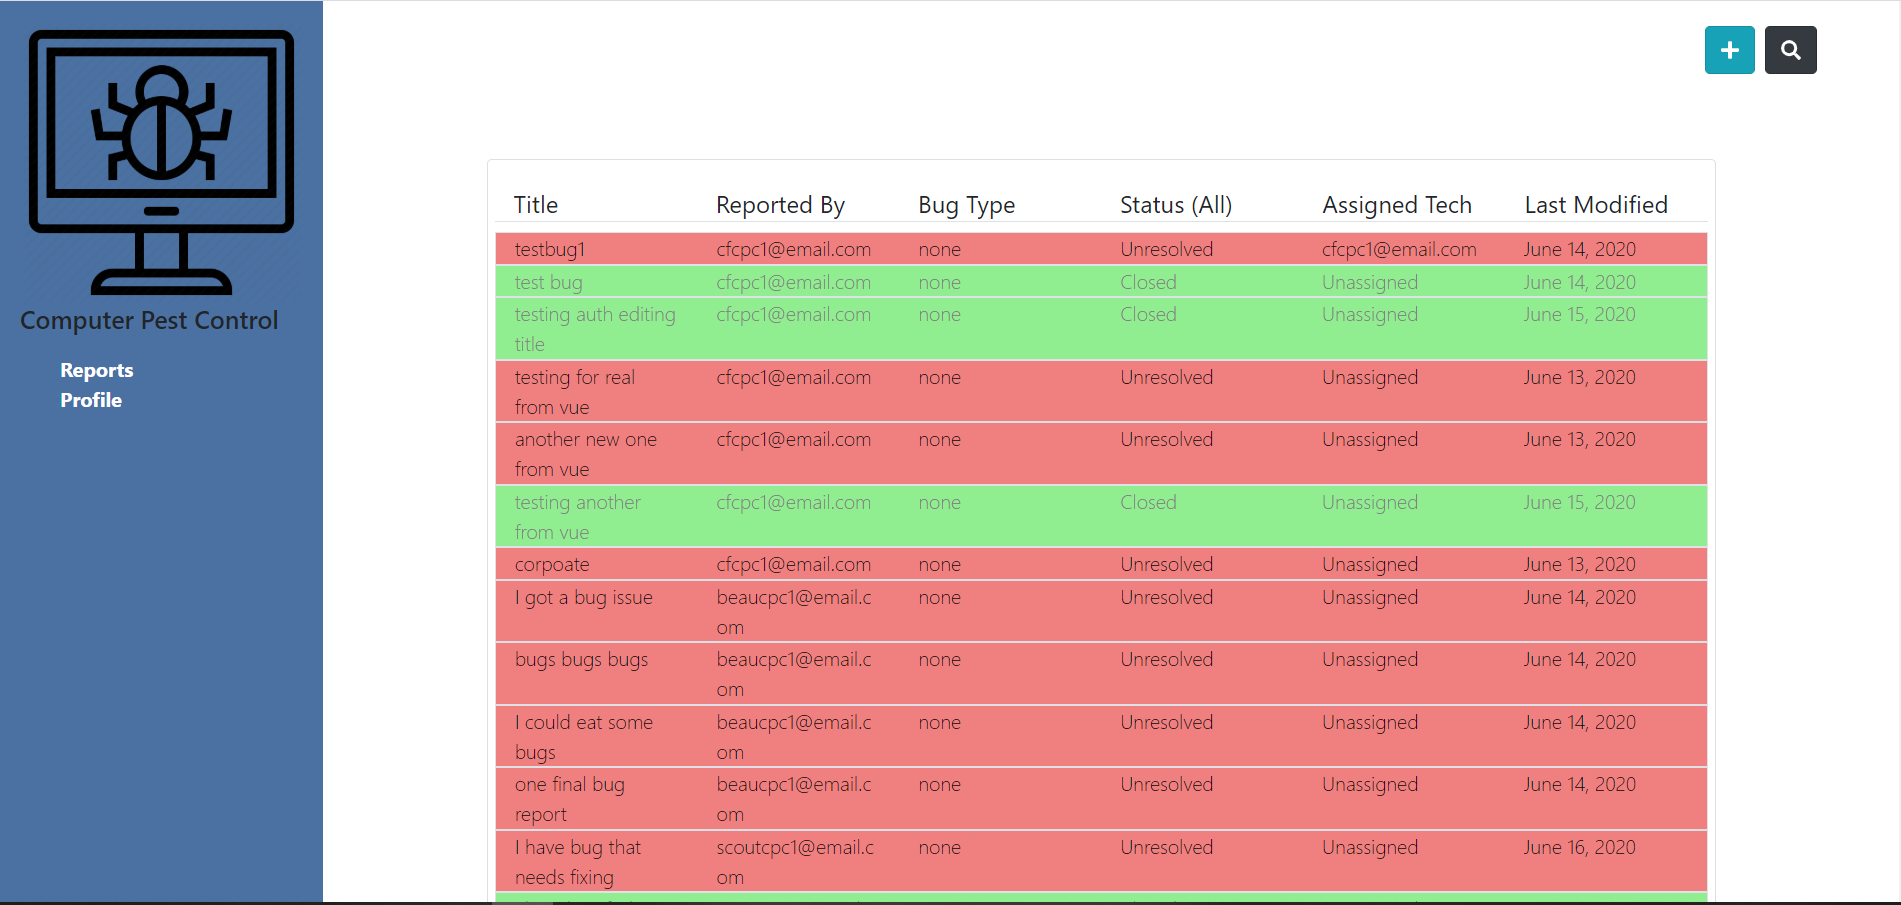 Computer Pest Control
Reports
Profile
Title Reported By Bug Type Status (All) Assigned Tech Last Modified
testbug1 cfcpc1@email.com none Unresolved cfcpc1@email.com June 14, 2020
test bug cfcpc1@email.com none Closed Unassigned June 14, 2020
testing auth editing cfcpc1@email.com none Closed Unassigned June 15, 2020
title
testing for real cfcpc1@email.com none Unresolved Unassigned June 13, 2020
from vue
another new one cfcpc1@email.com none Unresolved Unassigned June 13, 2020
from vue
testing another cfcpc1@email.com none Closed Unassigned June 15, 2020
from vue
corpoate cfcpc1@email.com none Unresolved Unassigned June 13, 2020
I got a bug issue beaucpc1@email.c none Unresolved Unassigned June 14, 2020
om
bugs bugs bugs beaucpc1@email.c none Unresolved Unassigned June 14, 2020
om
I could eat some beaucpc1@email.c none Unresolved Unassigned June 14, 2020
bugs om
one final bug beaucpc1@email.c none Unresolved Unassigned June 14, 2020
report om
I have bug that scoutcpc1@email.c none Unresolved Unassigned June 16, 2020
needs fixing om